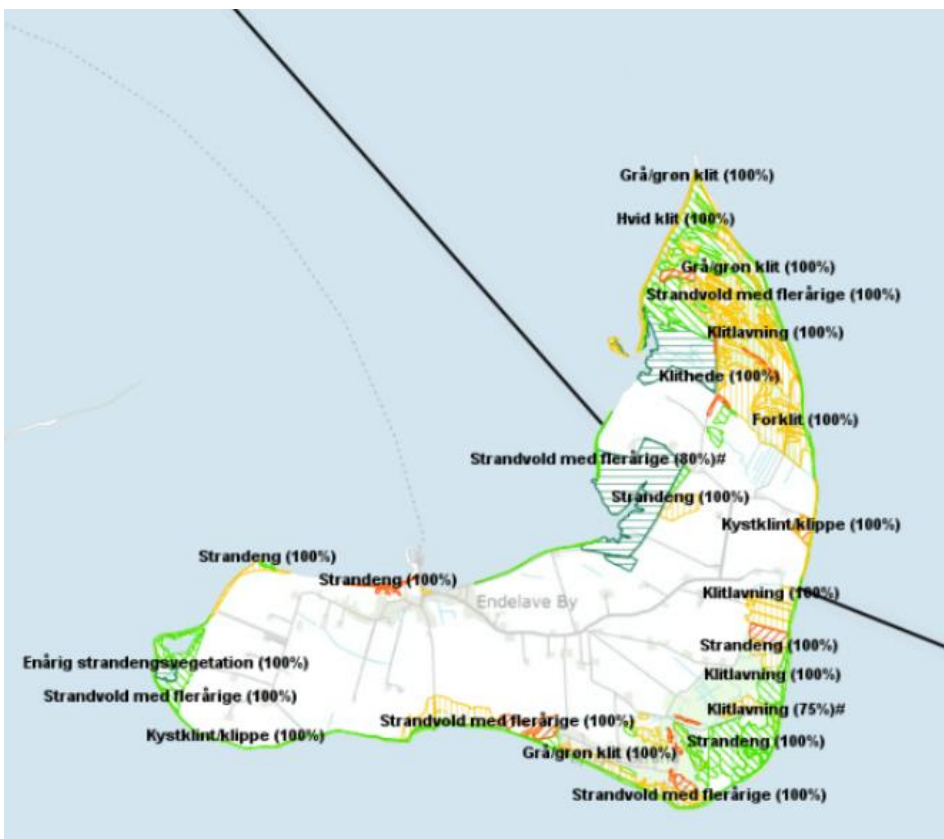 Grå/grøn klit (100%)
Hvid klit (100%)
Grå/grøn klit (100%)
Strandvold med flerårige (100%)
Klitlavning (100%)
Klithede (100%)
Forklit (100%)
Strandvold med flerårige (80%)#
Strandeng (100%)
Kystklint/klippe (100%)
Strandeng (100%)
Strandeng (100%)
Klitlavning (100%)
Endelave By
Strandeng (100%)
Enårig strandengsvegetation (100%)
Klitlavning (100%)
Strandvold med flerårige (100%)
Klitlavning (75%)#
Strandvold med flerårige (100%)
Kystklint/klippe (100%)
Strandeng (100%)
Grå/grøn klit (100%)
Strandvold med flerårige (100%)